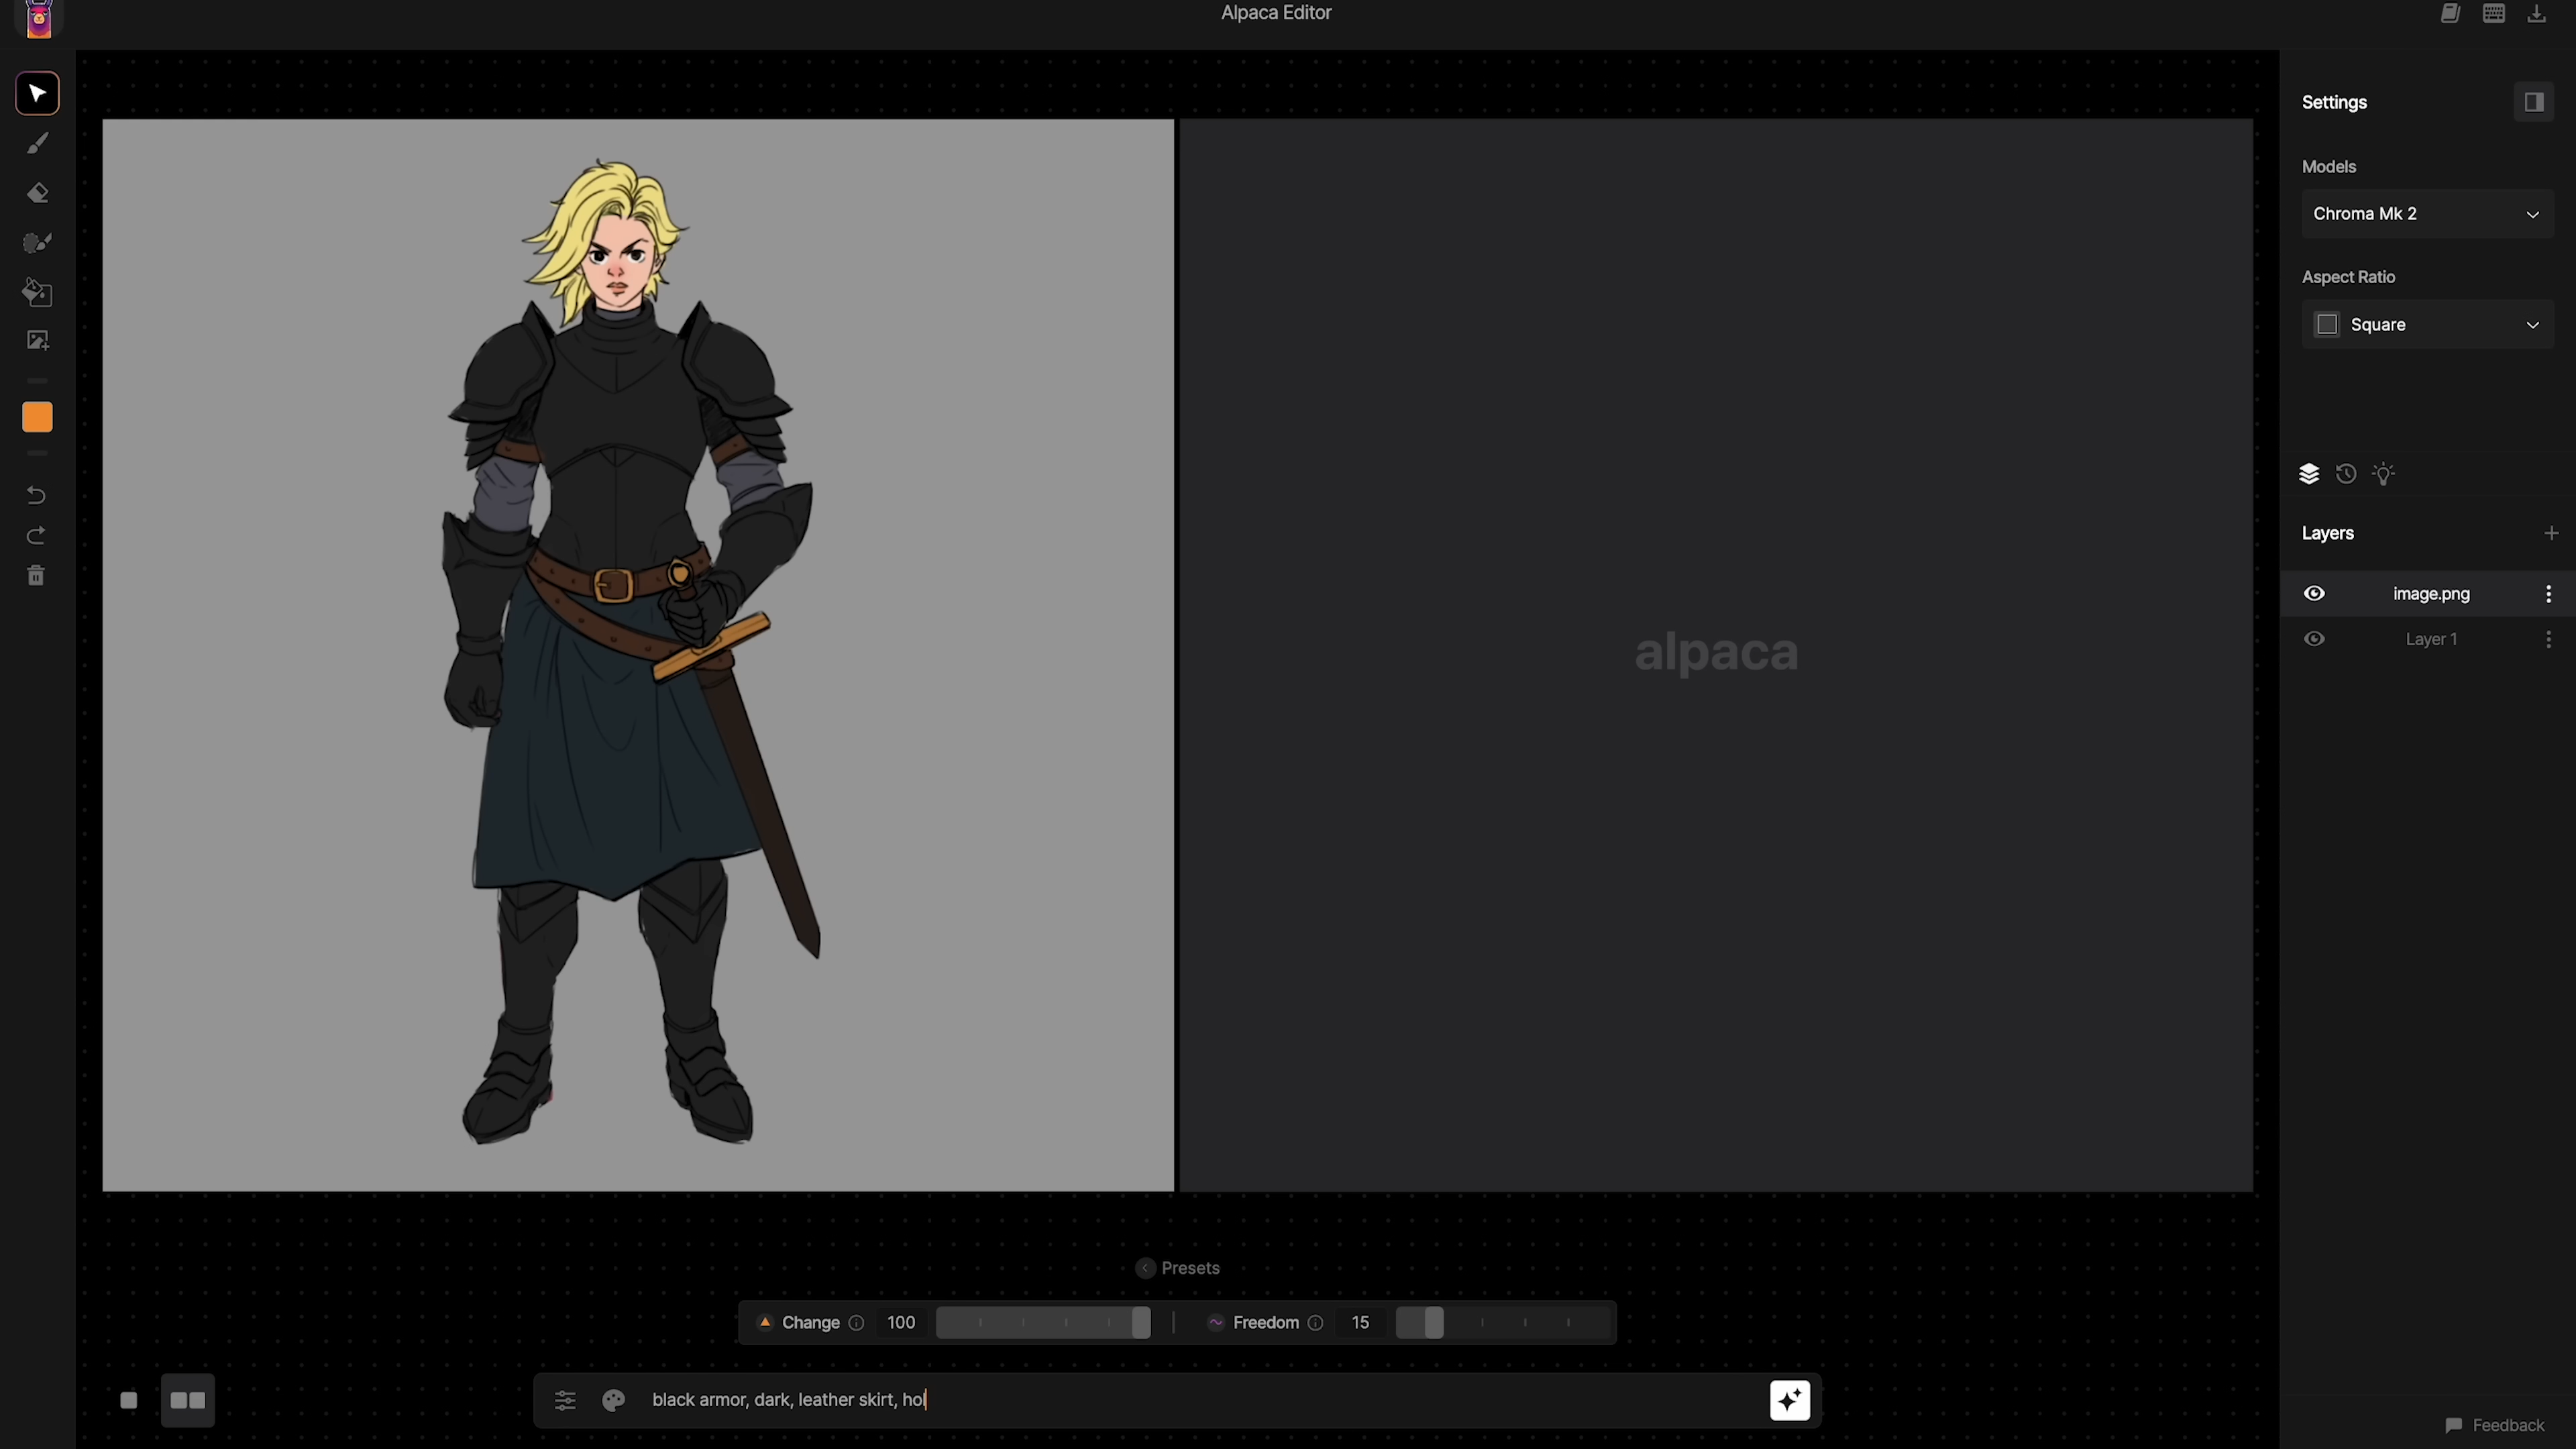 Alpaca Editor
Settings
Models
Chroma Mk 2
Aspect Ratio
Square
Layers
image.png
Layer 1
alpaca
Presets
Change 100 Freedom 15
black armor, dark, leather skirt, hol
Feedback